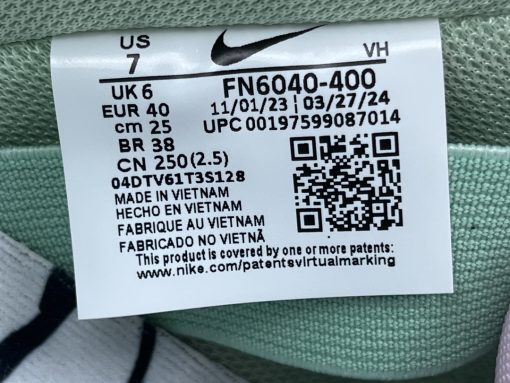 US
7
VH
UK 6
FN6040-400
EUR 40
11/01/23 | 03/27/24
cm 25
UPC 00197599087014
BR 38
CN 250 (2.5)
04DTV61T3S128
MADE IN VIETNAM
HECHO EN VIETNAM
FABRIQUE AU VIETNAM
FABRICADO NO VIETNÃ
This product is covered by one or more patents:
www.nike.com/patentsvirtualmarking